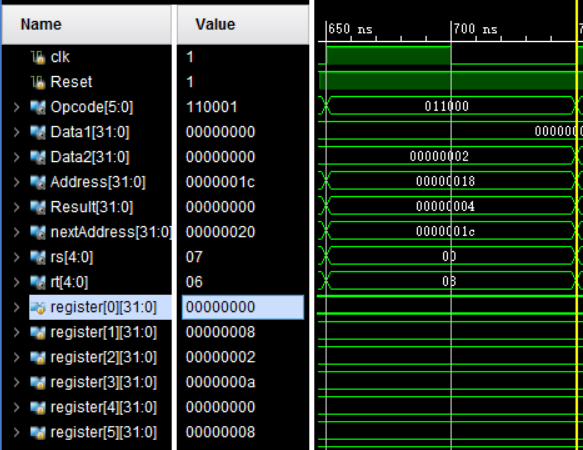 Name Value 650 ns 700 ns
clk 1
Reset 1
Opcode[5:0] 110001 011000
Data1[31:0] 00000000 000000
Data2[31:0] 00000000 00000002
Address[31:0] 0000001c 00000018
Result[31:0] 00000000 00000004
nextAddress[31:0] 00000020 0000001c
rs[4:0] 07 00
rt[4:0] 06 08
register[0][31:0] 00000000
register[1][31:0] 00000008
register[2][31:0] 00000002
register[3][31:0] 0000000a
register[4][31:0] 00000000
register[5][31:0] 00000008